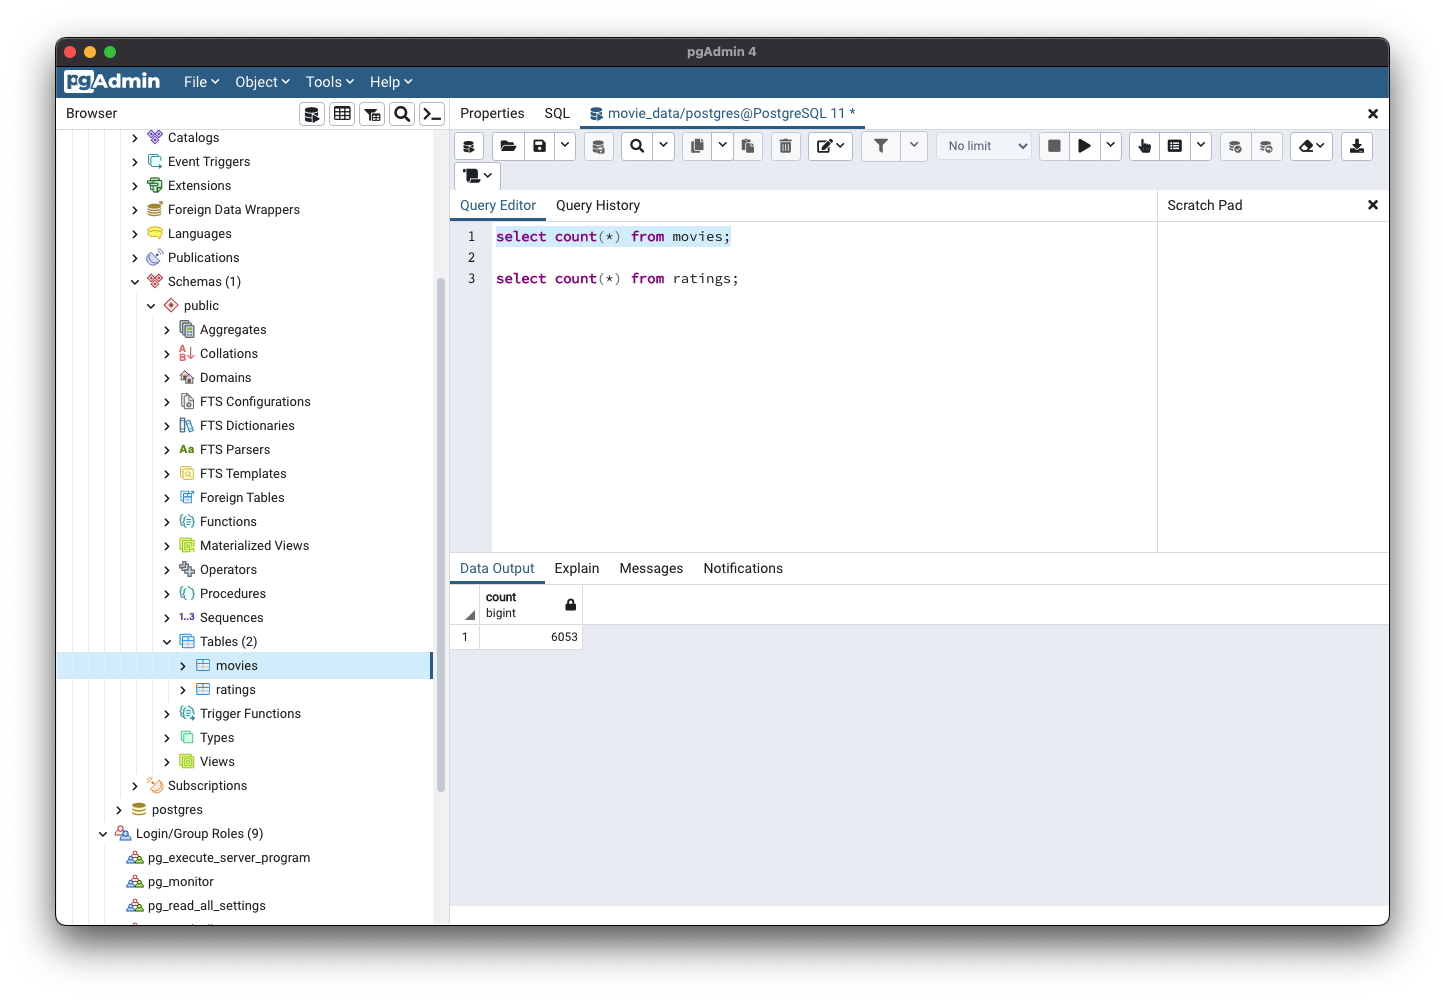 pgAdmin 4
pgAdmin File Object Tools Help
Browser
Properties SQL movie_data/postgres@PostgreSQL 11 *
No limit
Catalogs
Event Triggers
Extensions
Foreign Data Wrappers
Languages
Publications
Schemas (1)
public
Aggregates
Collations
Domains
FTS Configurations
FTS Dictionaries
Aa FTS Parsers
FTS Templates
Foreign Tables
Functions
Materialized Views
Operators
Procedures
1..3 Sequences
Tables (2)
movies
ratings
Trigger Functions
Types
Views
Subscriptions
postgres
Login/Group Roles (9)
pg_execute_server_program
pg_monitor
pg_read_all_settings
Query Editor Query History
Scratch Pad
1 select count(*) from movies;
2
3 select count(*) from ratings;
Data Output Explain Messages Notifications
count
bigint
1 6053